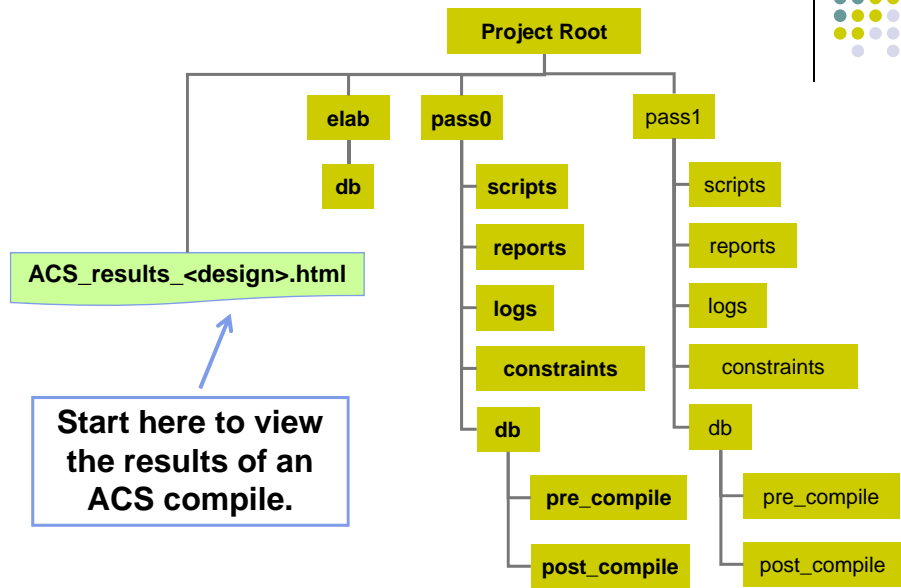 Project Root
elab
pass0
pass1
db
scripts
scripts
reports
reports
ACS_results_<design>.html
logs
logs
constraints
constraints
Start here to view
the results of an
ACS compile.
db
db
pre_compile
pre_compile
post_compile
post_compile